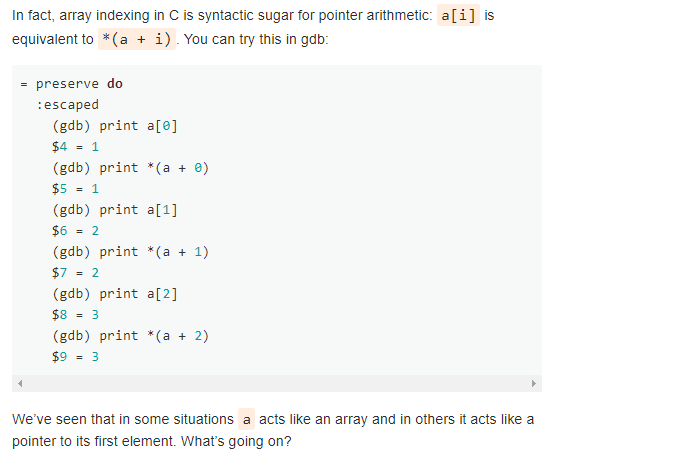 In fact, array indexing in C is syntactic sugar for pointer arithmetic: a[i] is
equivalent to *(a + i). You can try this in gdb:
= preserve do
  :escaped
    (gdb) print a[0]
    $4 = 1
    (gdb) print *(a + 0)
    $5 = 1
    (gdb) print a[1]
    $6 = 2
    (gdb) print *(a + 1)
    $7 = 2
    (gdb) print a[2]
    $8 = 3
    (gdb) print *(a + 2)
    $9 = 3
We’ve seen that in some situations a acts like an array and in others it acts like a
pointer to its first element. What’s going on?